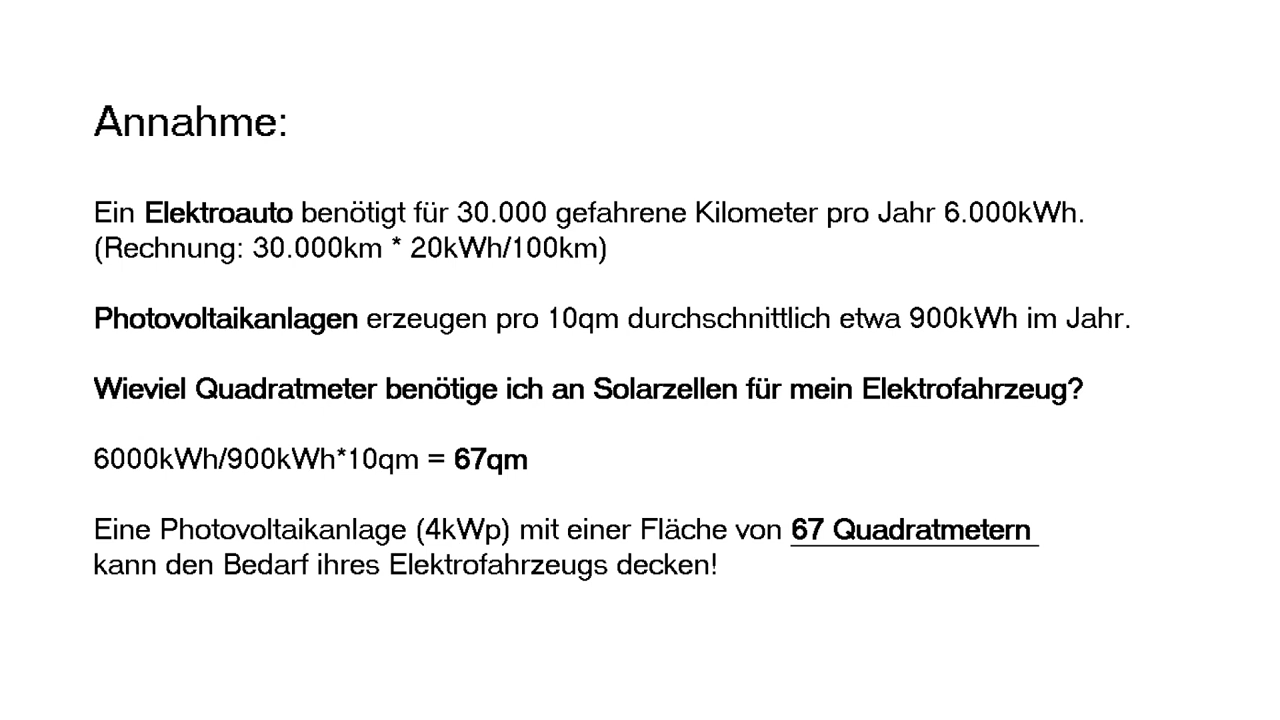 Annahme:
Ein Elektroauto benötigt für 30.000 gefahrene Kilometer pro Jahr 6.000kWh.
(Rechnung: 30.000km * 20kWh/100km)
Photovoltaikanlagen erzeugen pro 10qm durchschnittlich etwa 900kWh im Jahr.
Wieviel Quadratmeter benötige ich an Solarzellen für mein Elektrofahrzeug?
6000kWh/900kWh*10qm = 67qm
Eine Photovoltaikanlage (4kWp) mit einer Fläche von 67 Quadratmetern
kann den Bedarf ihres Elektrofahrzeugs decken!